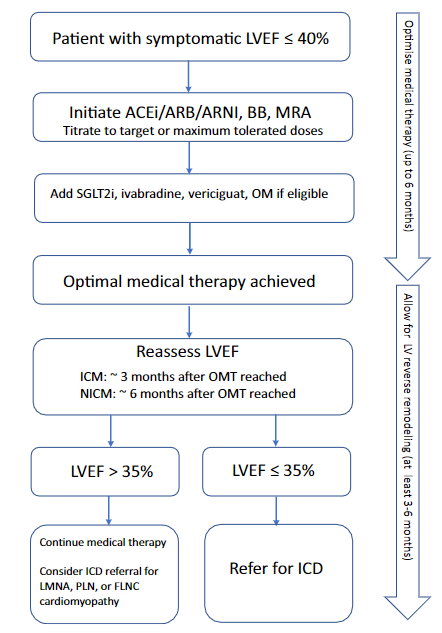 Patient with symptomatic LVEF ≤ 40%
Initiate ACEi/ARB/ARNI, BB, MRA
Titrate to target or maximum tolerated doses
Add SGLT2i, ivabradine, vericiguat, OM if eligible
Optimal medical therapy achieved
Reassess LVEF
ICM: ~ 3 months after OMT reached
NICM: ~ 6 months after OMT reached
LVEF > 35%
LVEF ≤ 35%
Continue medical therapy
Consider ICD referral for
LMNA, PLN, or FLNC
cardiomyopathy
Refer for ICD
Optimise medical therapy (up to 6 months)
Allow for LV reverse remodeling (at least 3-6 months)